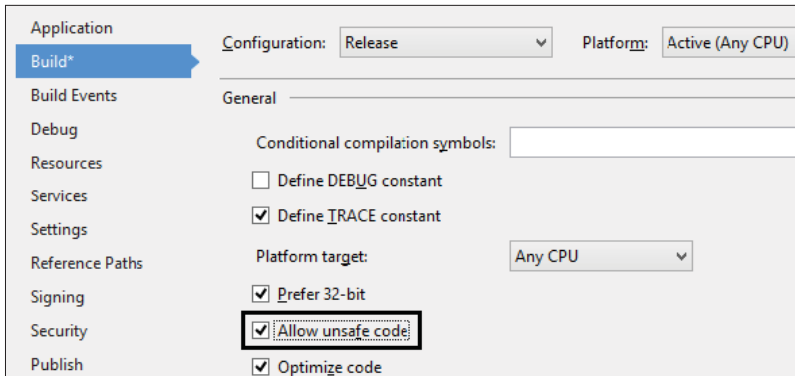 Application
Build*
Build Events
Debug
Resources
Services
Settings
Reference Paths
Signing
Security
Publish
Configuration: Release Platform: Active (Any CPU)
General
Conditional compilation symbols:
Define DEBUG constant
Define TRACE constant
Platform target: Any CPU
Prefer 32-bit
Allow unsafe code
Optimize code